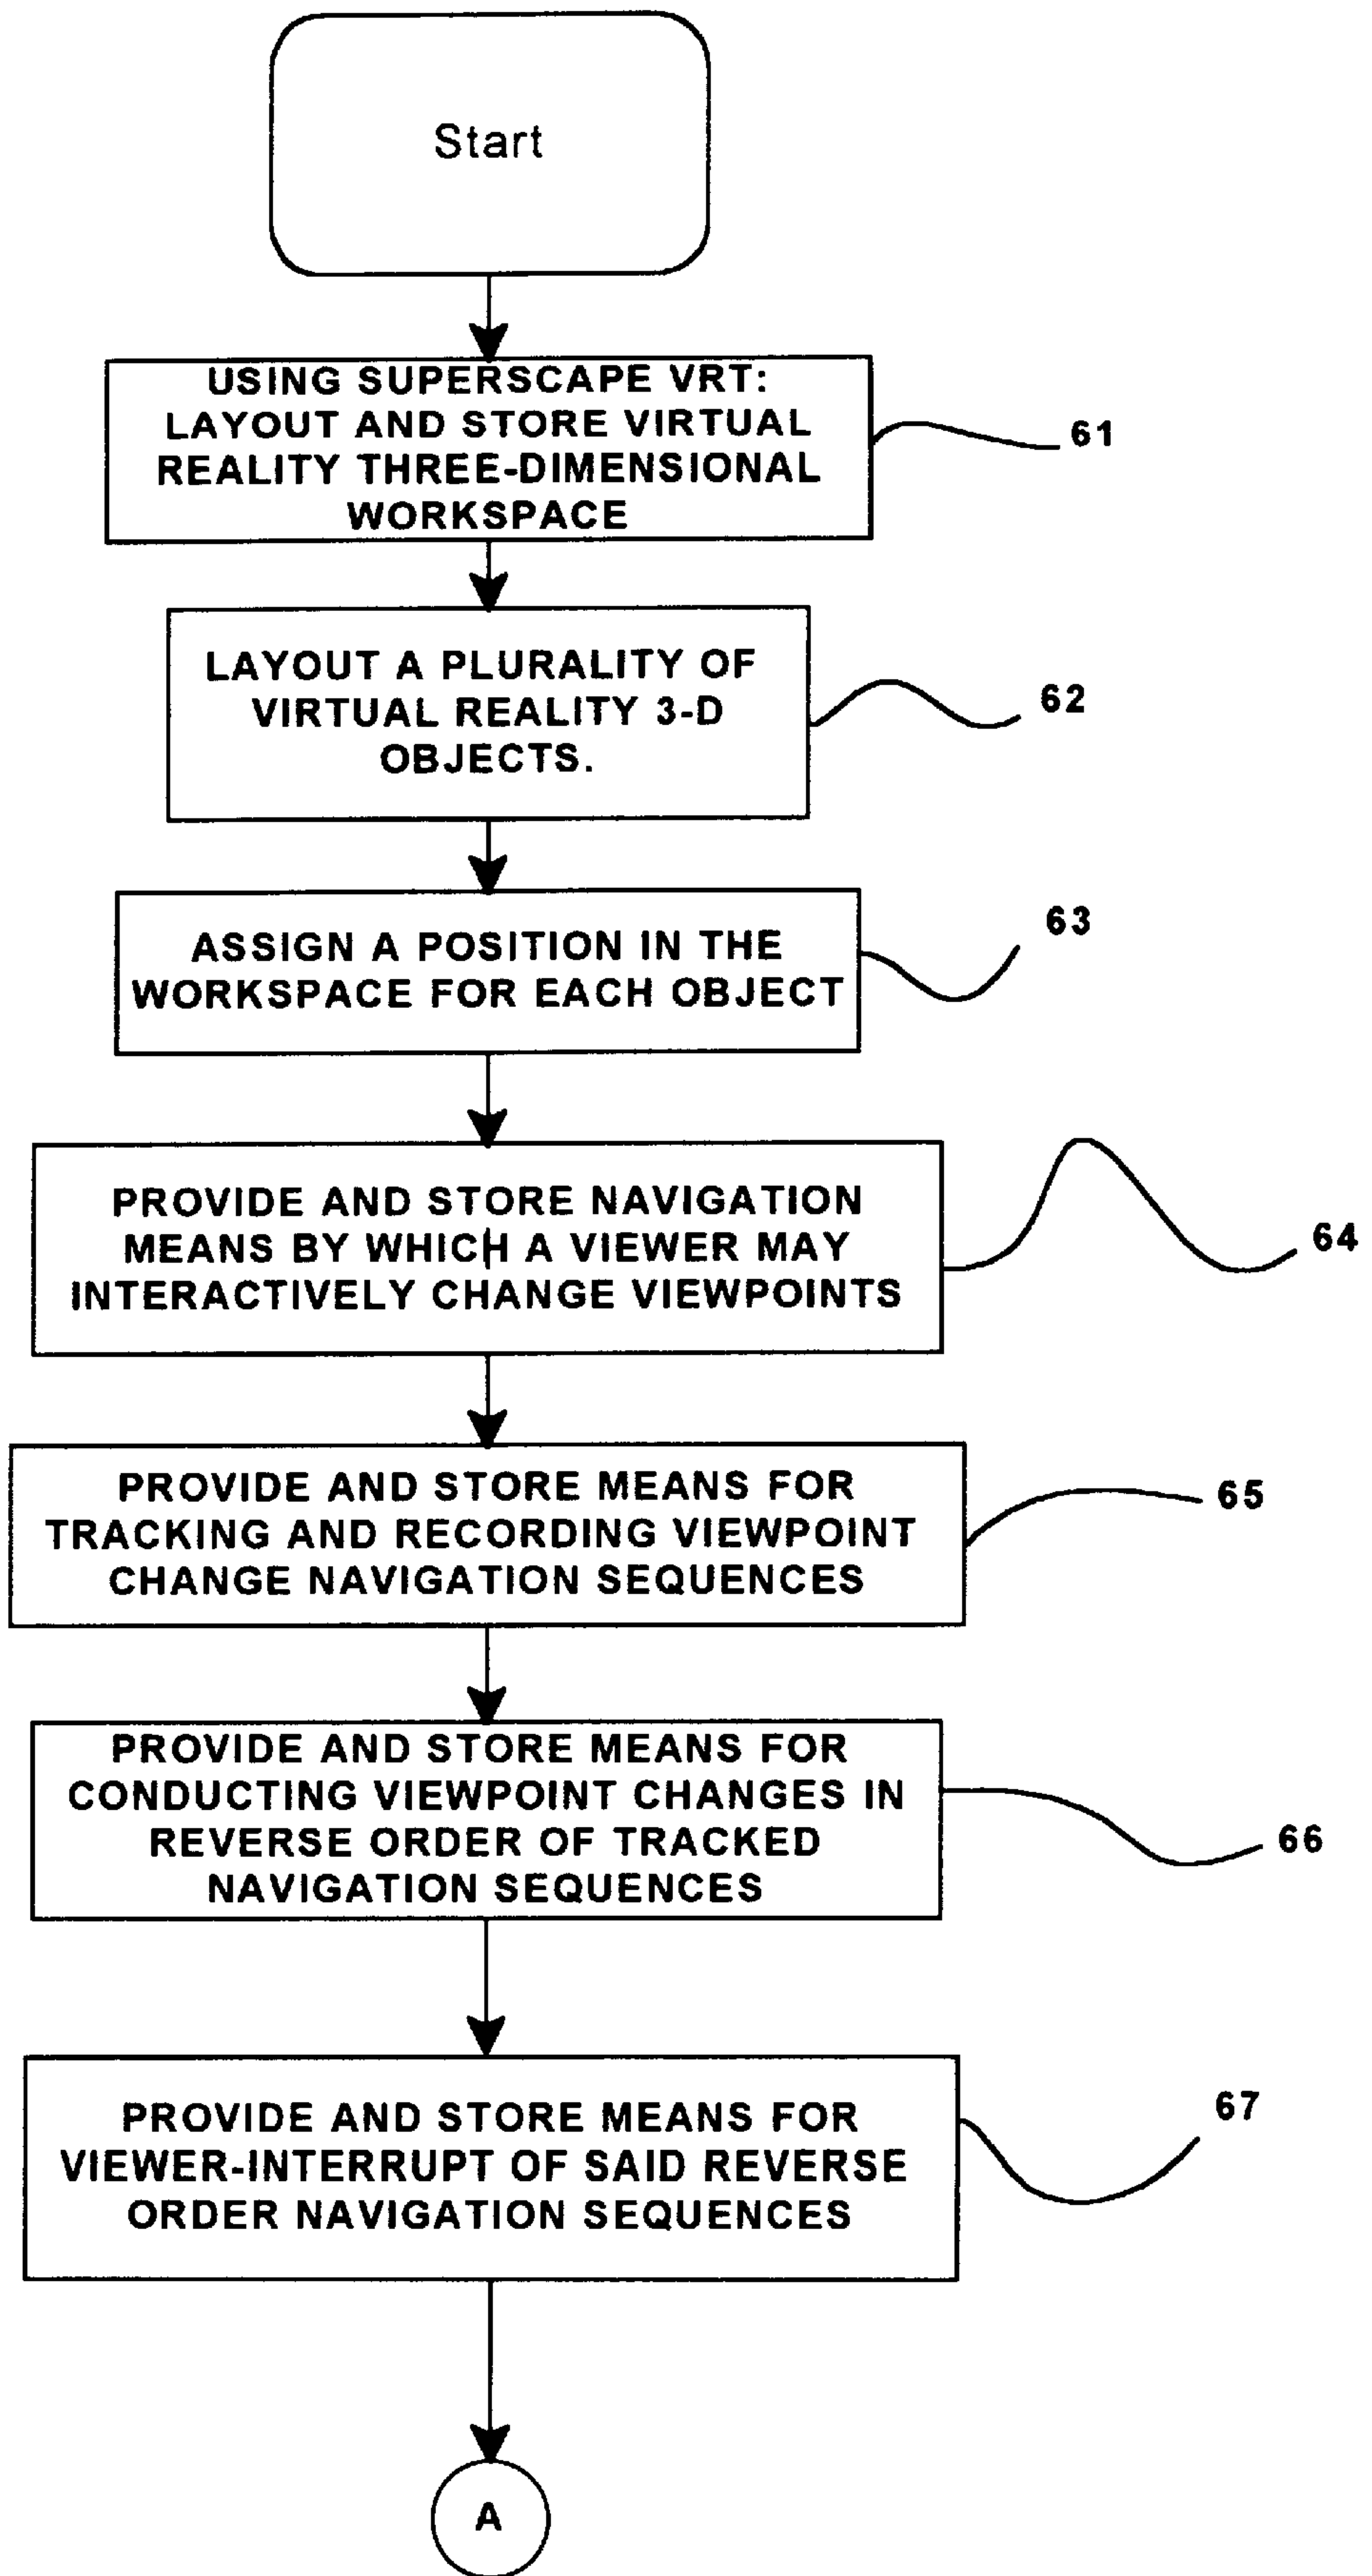 Start
USING SUPERSCAPE VRT:
LAYOUT AND STORE VIRTUAL
REALITY THREE-DIMENSIONAL
WORKSPACE
61
LAYOUT A PLURALITY OF
VIRTUAL REALITY 3-D
OBJECTS.
62
ASSIGN A POSITION IN THE
WORKSPACE FOR EACH OBJECT
63
PROVIDE AND STORE NAVIGATION
MEANS BY WHICH A VIEWER MAY
INTERACTIVELY CHANGE VIEWPOINTS
64
PROVIDE AND STORE MEANS FOR
TRACKING AND RECORDING VIEWPOINT
CHANGE NAVIGATION SEQUENCES
65
PROVIDE AND STORE MEANS FOR
CONDUCTING VIEWPOINT CHANGES IN
REVERSE ORDER OF TRACKED
NAVIGATION SEQUENCES
66
PROVIDE AND STORE MEANS FOR
VIEWER-INTERRUPT OF SAID REVERSE
ORDER NAVIGATION SEQUENCES
67
A